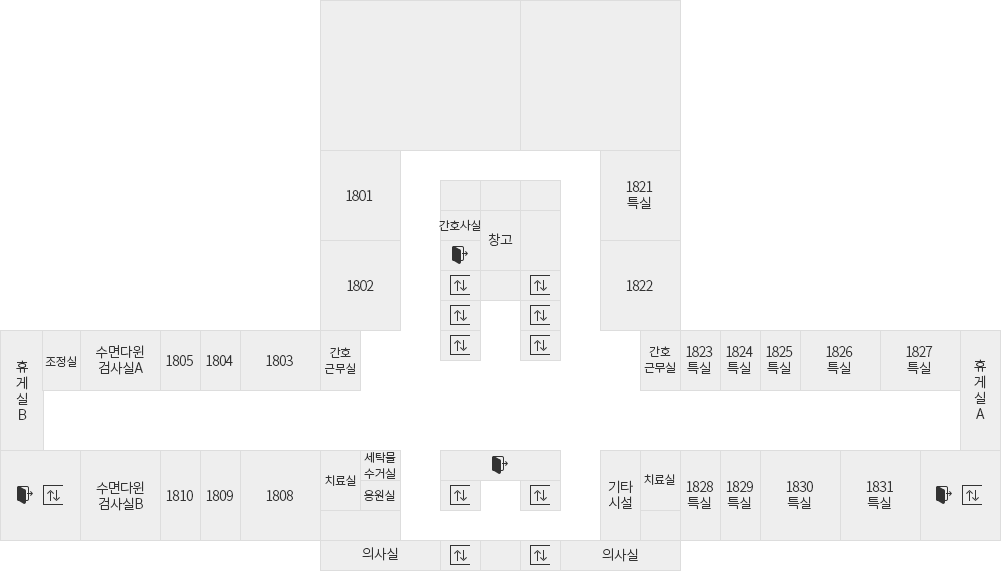 1801
1821
특실
간호사실
창고
1802
1822
휴
게
실
B
조정실
수면다원
검사실A
1805
1804
1803
간호
근무실
간호
근무실
1823
특실
1824
특실
1825
특실
1826
특실
1827
특실
휴
게
실
A
수면다원
검사실B
1810
1809
1808
치료실
세탁물
수거실
응원실
기타
시설
치료실
1828
특실
1829
특실
1830
특실
1831
특실
의사실
의사실